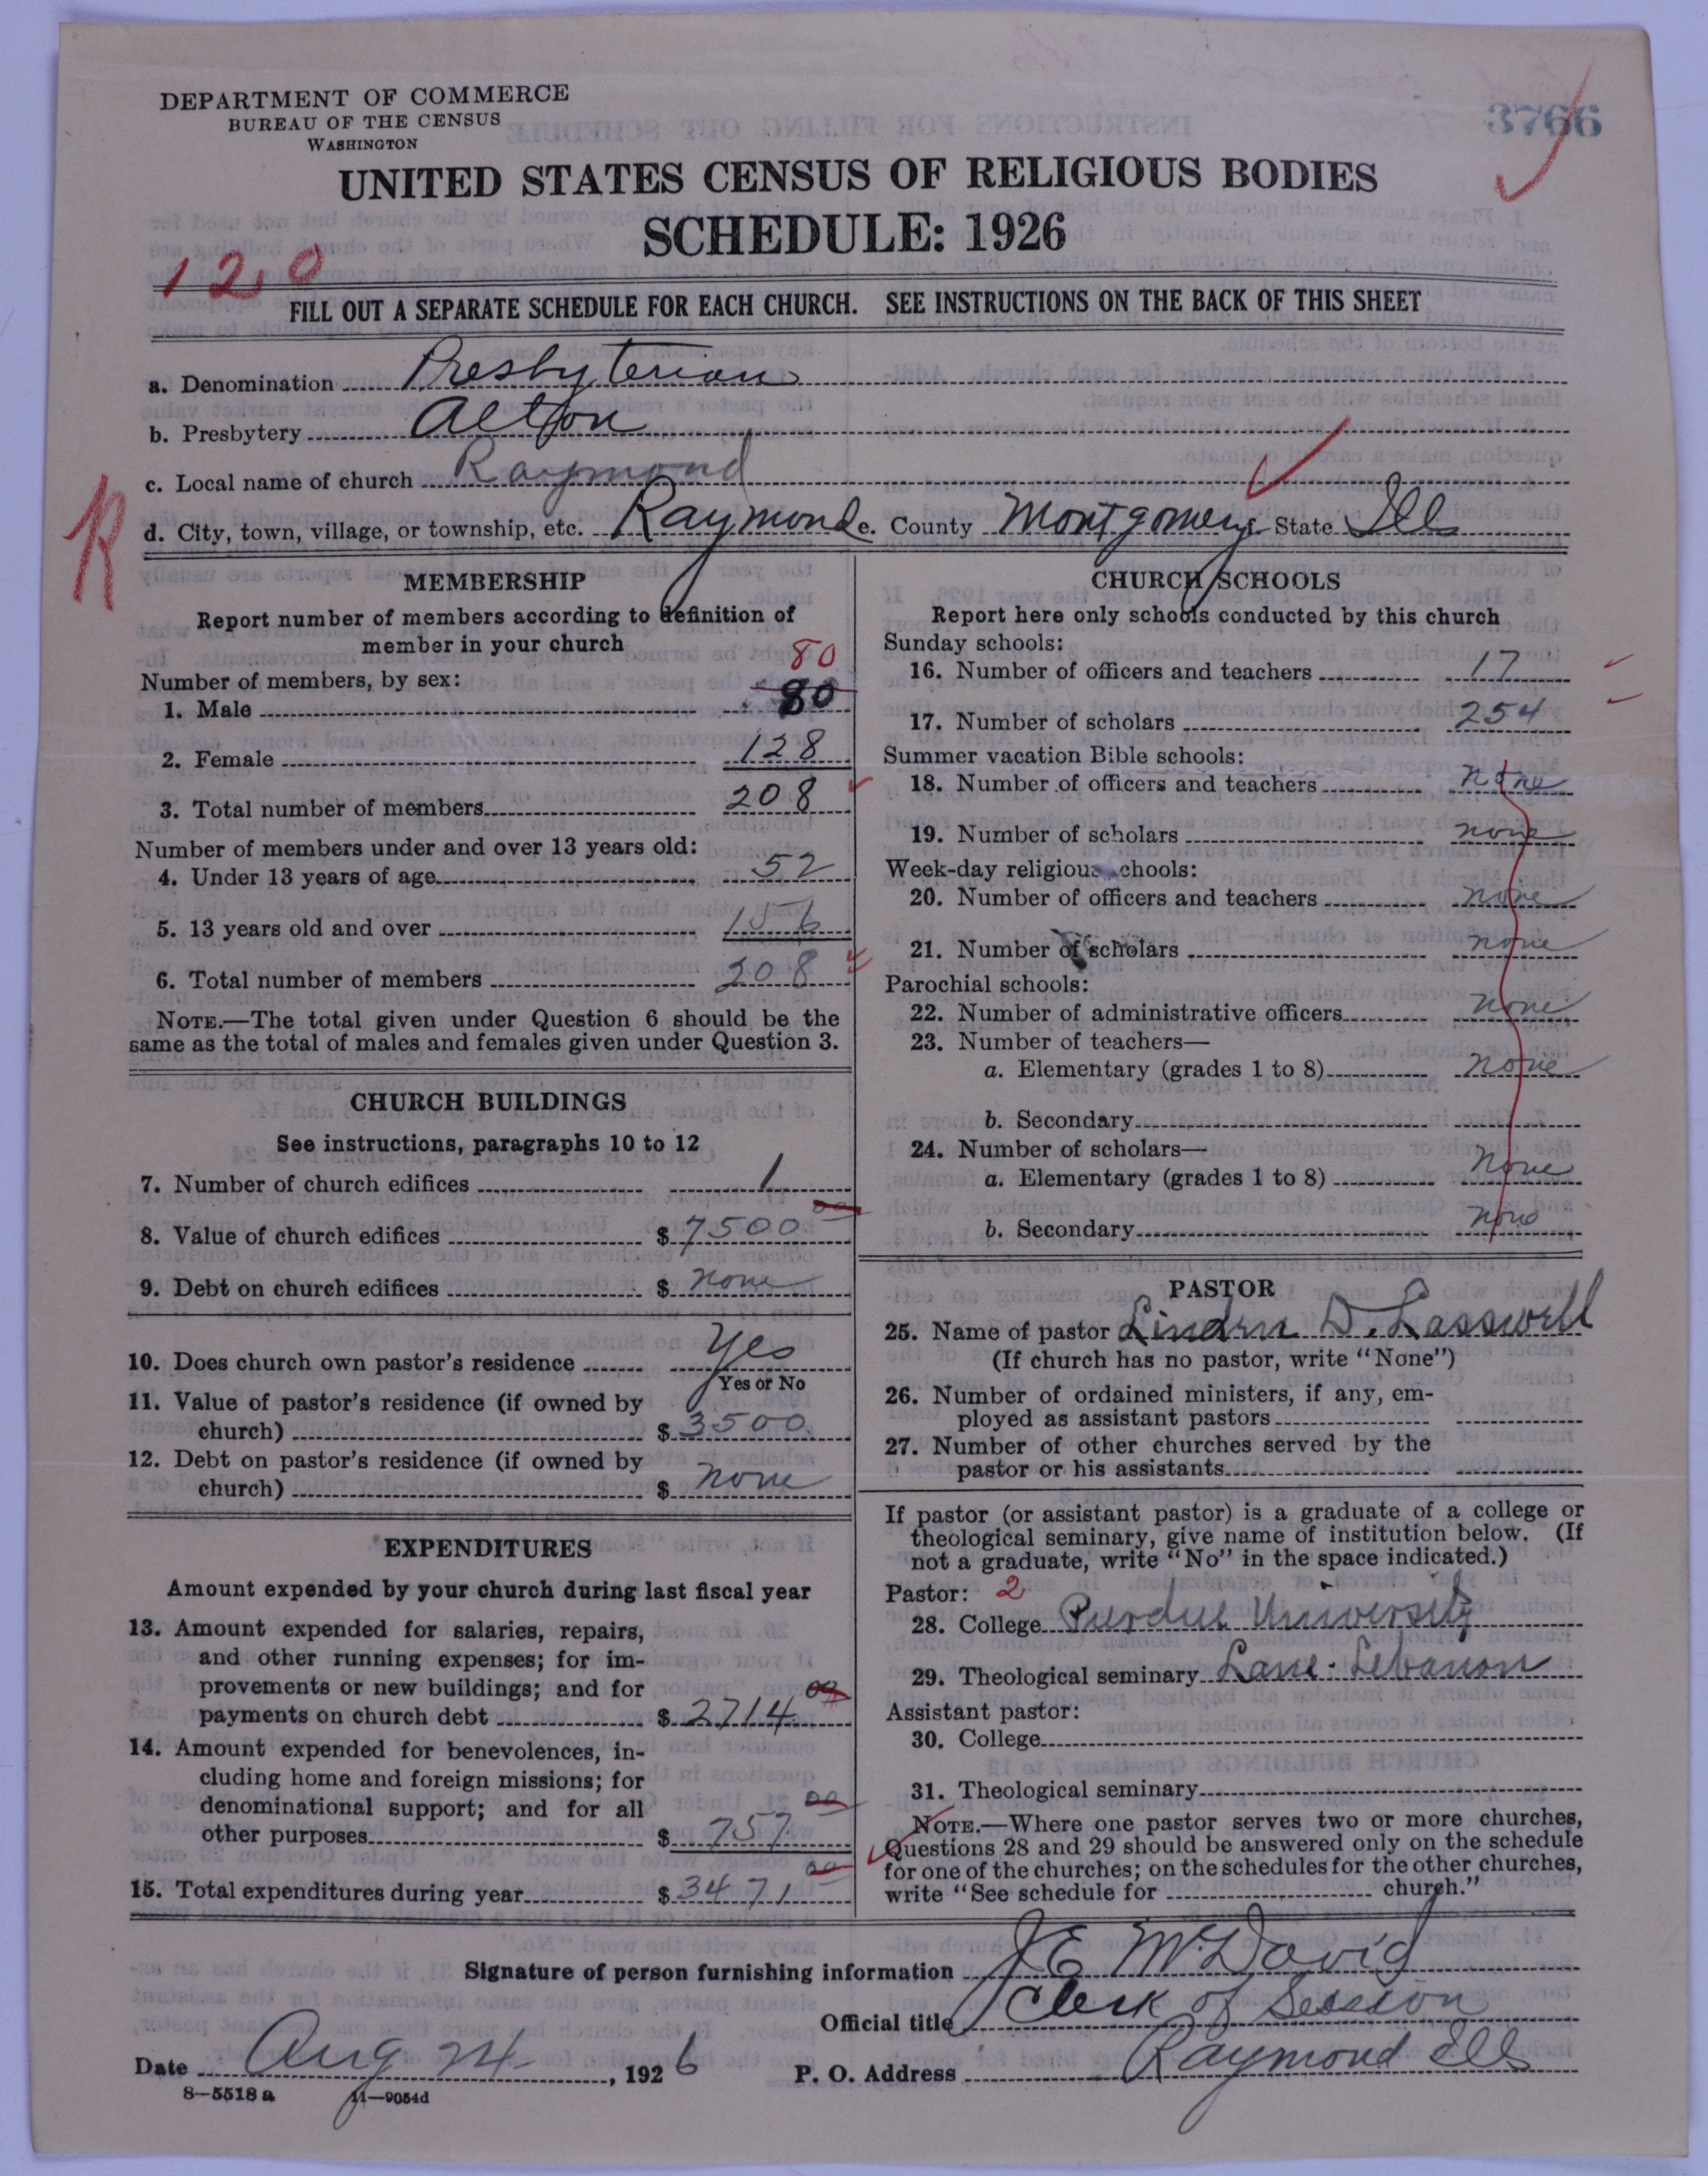 DEPARTMENT OF COMMERCE
BUREAU OF THE CENSUS
WASHINGTON
3766
UNITED STATES CENSUS OF RELIGIOUS BODIES
SCHEDULE: 1926
120
FILL OUT A SEPARATE SCHEDULE FOR EACH CHURCH. SEE INSTRUCTIONS ON THE BACK OF THIS SHEET
a. Denomination Presbyterian
b. Presbytery Alton
c. Local name of church Raymond
R
d. City, town, village, or township, etc. Raymond e. County Montgomery State Ills
MEMBERSHIP
Report number of members according to definition of
member in your church
80
Number of members, by sex:
1. Male 80
2. Female 128
3. Total number of members 208
Number of members under and over 13 years old:
4. Under 13 years of age 52
5. 13 years old and over 156
6. Total number of members 208
NOTE.—The total given under Question 6 should be the
same as the total of males and females given under Question 3.
CHURCH BUILDINGS
See instructions, paragraphs 10 to 12
7. Number of church edifices 1
8. Value of church edifices $ 7500 00
9. Debt on church edifices $ none
10. Does church own pastor's residence Yes
Yes or No
11. Value of pastor's residence (if owned by
church) $ 3500
12. Debt on pastor's residence (if owned by
church) $ none
EXPENDITURES
Amount expended by your church during last fiscal year
13. Amount expended for salaries, repairs,
and other running expenses; for im-
provements or new buildings; and for
payments on church debt $ 2714 00
14. Amount expended for benevolences, in-
cluding home and foreign missions; for
denominational support; and for all
other purposes $ 757 00
15. Total expenditures during year $ 3471 00
CHURCH SCHOOLS
Report here only schools conducted by this church
Sunday schools:
16. Number of officers and teachers 17
17. Number of scholars 254
Summer vacation Bible schools:
18. Number of officers and teachers none
19. Number of scholars none
Week-day religious schools:
20. Number of officers and teachers none
21. Number of scholars none
Parochial schools:
22. Number of administrative officers none
23. Number of teachers—
a. Elementary (grades 1 to 8) none
b. Secondary
24. Number of scholars—
a. Elementary (grades 1 to 8) none
b. Secondary none
PASTOR
25. Name of pastor D. Lasswell
(If church has no pastor, write "None")
26. Number of ordained ministers, if any, em-
ployed as assistant pastors
27. Number of other churches served by the
pastor or his assistants
If pastor (or assistant pastor) is a graduate of a college or
theological seminary, give name of institution below. (If
not a graduate, write "No" in the space indicated.)
Pastor: 2
28. College Purdue University
29. Theological seminary Lane-Lebanon
Assistant pastor:
30. College
31. Theological seminary
NOTE.—Where one pastor serves two or more churches,
Questions 28 and 29 should be answered only on the schedule
for one of the churches; on the schedules for the other churches,
write "See schedule for church."
Signature of person furnishing information J E McDavid
Official title Clerk of Session
Date Aug 24, 1926 P. O. Address Raymond Ills
8—5518 a 11—9054d